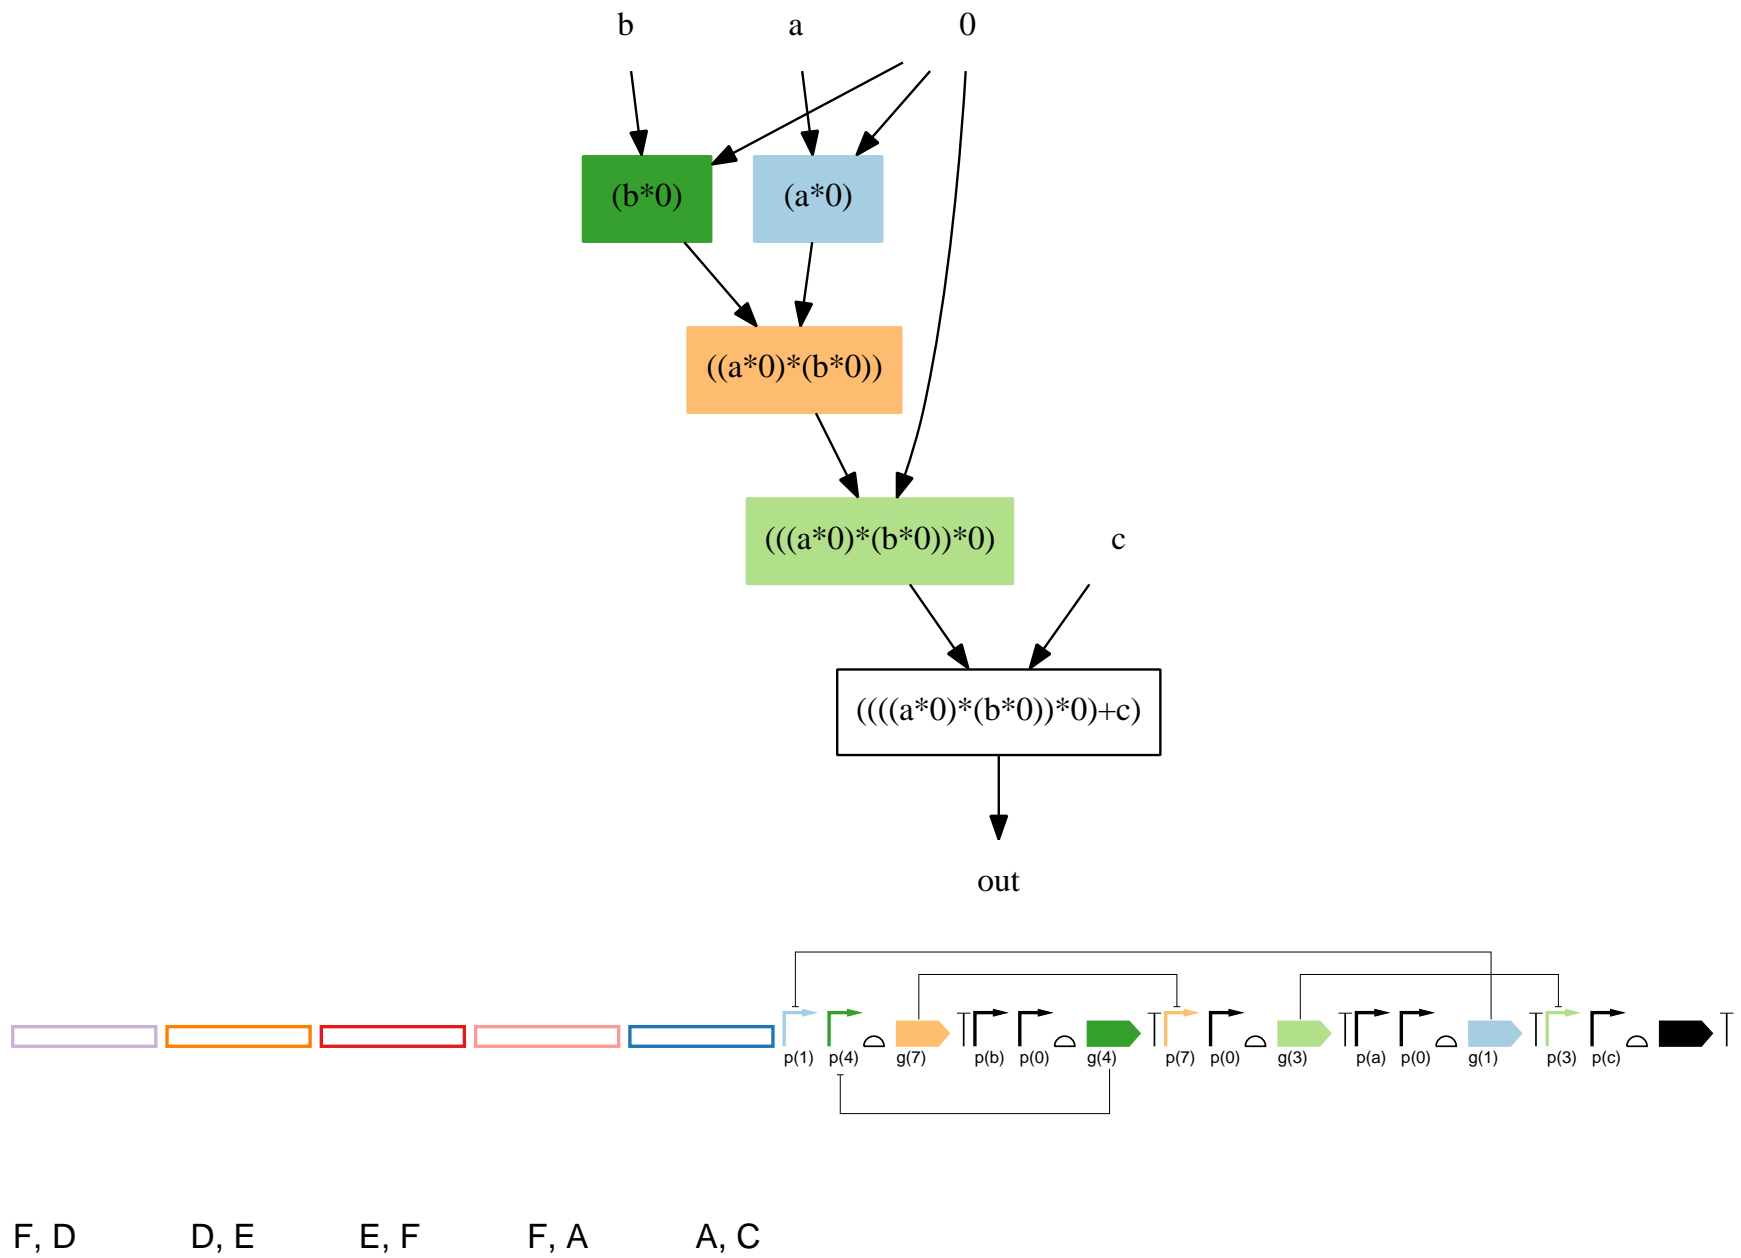 b a 0
(b*0) (a*0)
((a*0)*(b*0))
(((a*0)*(b*0))*0)
c
((((a*0)*(b*0))*0)+c)
out
p(1) p(4) g(7) p(b) p(0) g(4) p(7) p(0) g(3) p(a) p(0) g(1) p(3) p(c)
F, D D, E E, F F, A A, C